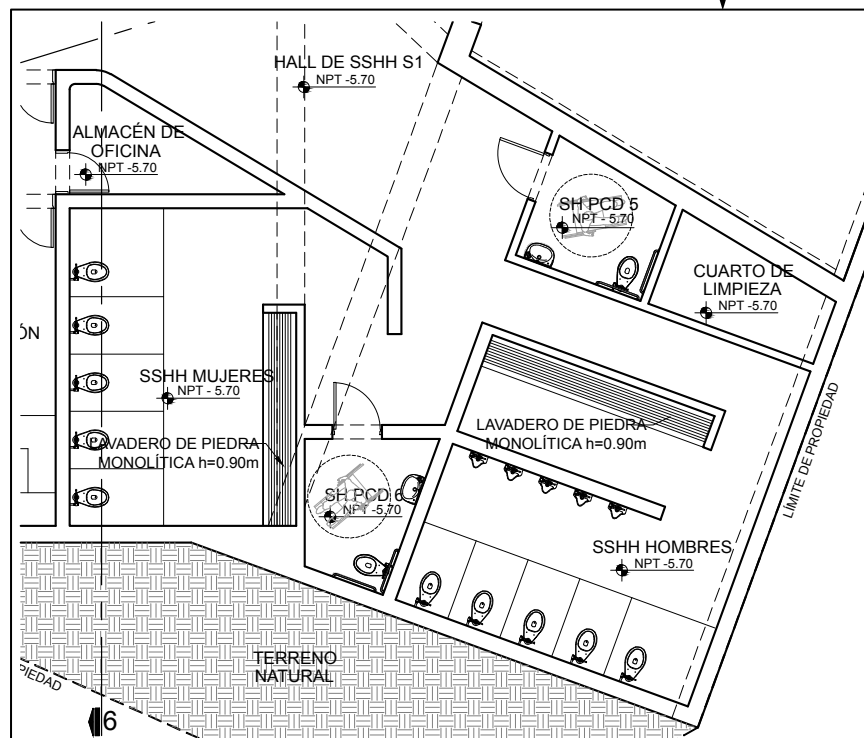 HALL DE SSHH S1
NPT -5.70
ALMACÉN DE
OFICINA
NPT -5.70
SH PCD 5
NPT - 5.70
CUARTO DE
LIMPIEZA
NPT -5.70
ÓN
SSHH MUJERES
NPT - 5.70
LAVADERO DE PIEDRA
MONOLÍTICA h=0.90m
LAVADERO DE PIEDRA
MONOLÍTICA h=0.90m
LÍMITE DE PROPIEDAD
SH PCD 6
NPT -5.70
SSHH HOMBRES
NPT -5.70
TERRENO
NATURAL
PIEDAD
6